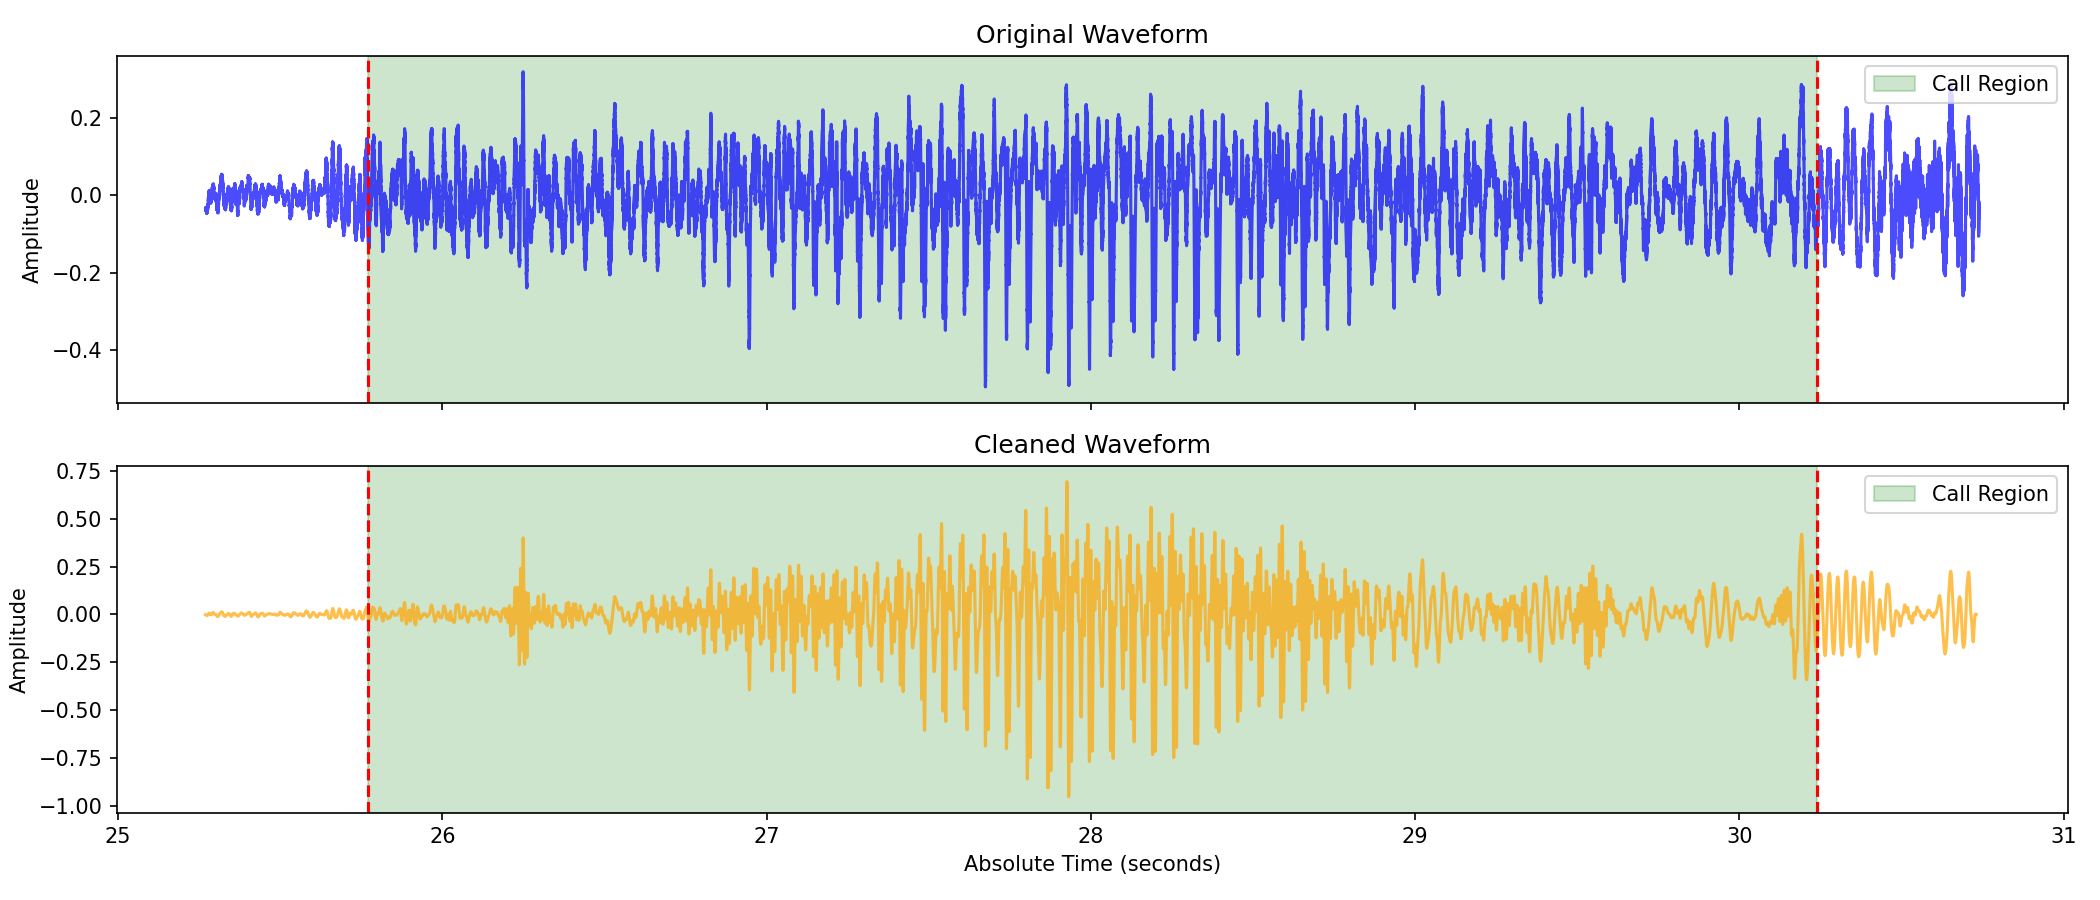 Original Waveform
Call Region
Amplitude
0.2
0.0
−0.2
−0.4
Cleaned Waveform
Call Region
Amplitude
0.75
0.50
0.25
0.00
−0.25
−0.50
−0.75
−1.00
25 26 27 28 29 30 31
Absolute Time (seconds)